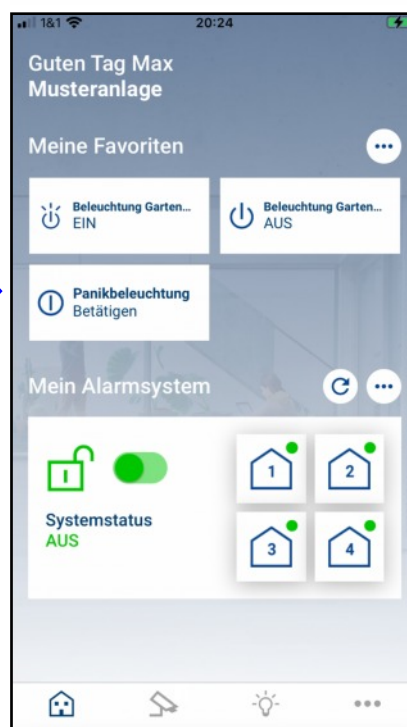 1&1 20:24
Guten Tag Max
Musteranlage
Meine Favoriten
Beleuchtung Garten...
EIN
Beleuchtung Garten...
AUS
Panikbeleuchtung
Betätigen
Mein Alarmsystem
1 2
Systemstatus
AUS
3 4